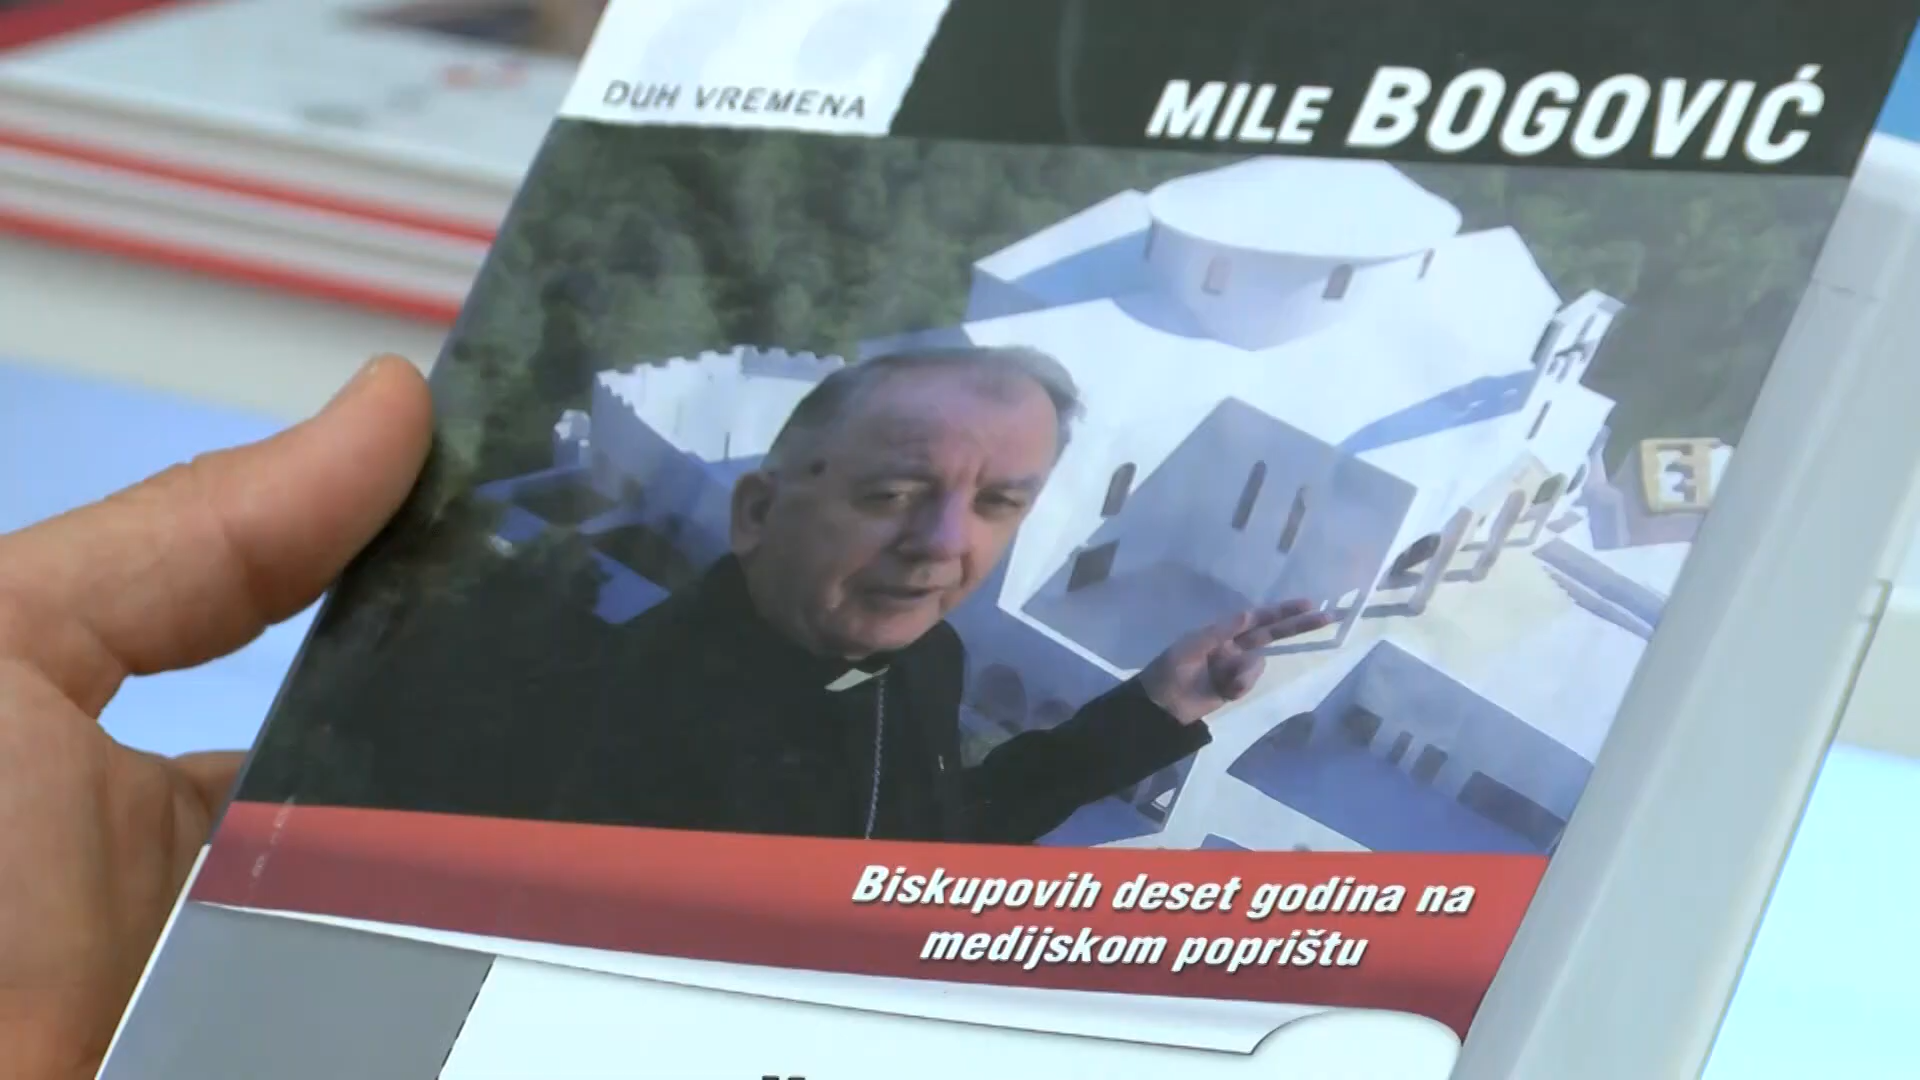 DUH VREMENA
MILE BOGOVIĆ
Biskupovih deset godina na
medijskom poprištu